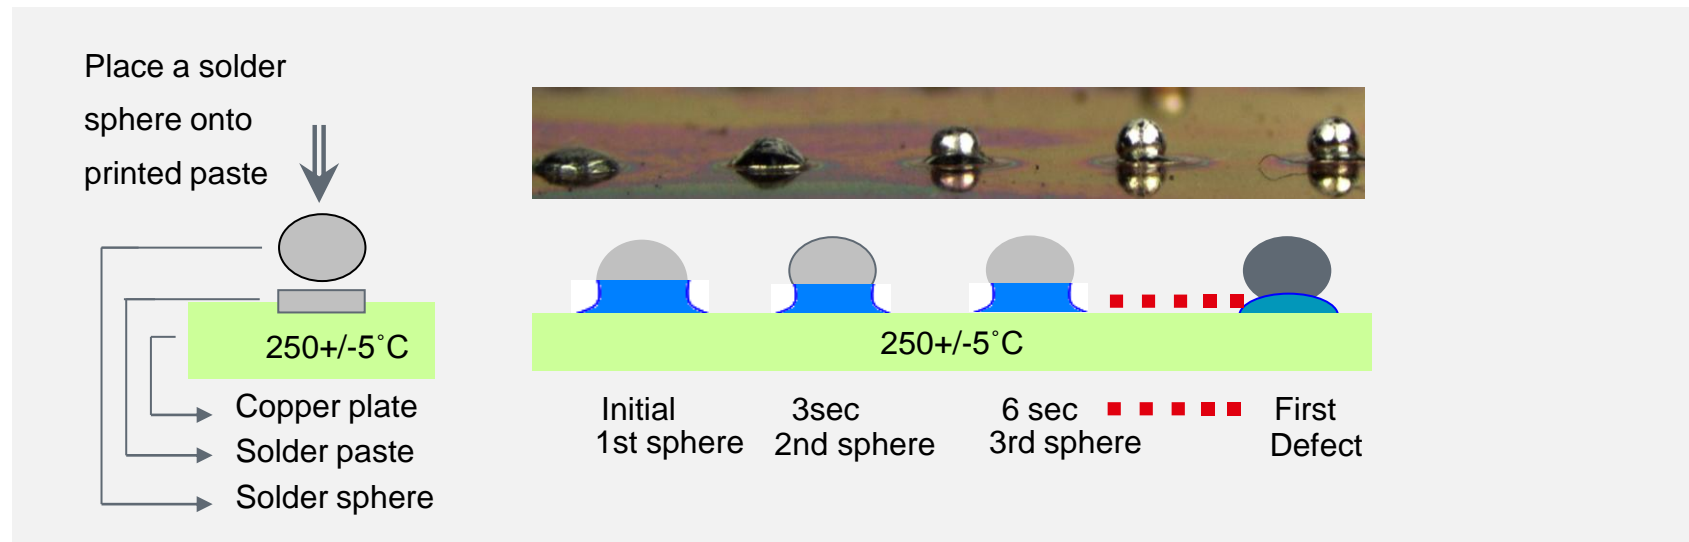 Place a solder
sphere onto
printed paste
250+/-5˚C
Copper plate
Solder paste
Solder sphere
250+/-5˚C
Initial
1st sphere
3sec
2nd sphere
6 sec
3rd sphere
First
Defect